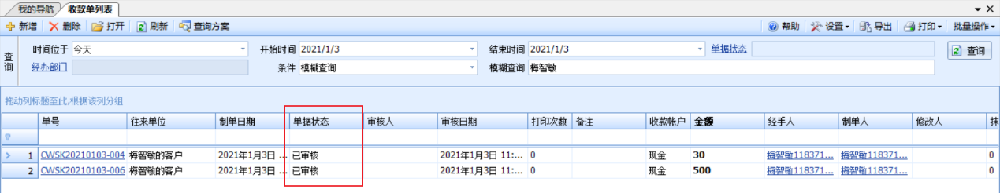 我的导航 收款单列表
新增 删除 打开 刷新 查询方案 帮助 设置 导出 打印 批量操作
查询
时间位于 今天 开始时间 2021/1/3 结束时间 2021/1/3 单据状态 查询
经办部门 条件 模糊查询 模糊查询 梅智敏
拖动列标题至此,根据该列分组
单号 往来单位 制单日期 单据状态 审核人 审核日期 打印次数 备注 收款帐户 金额 经手人 制单人 修改人 抹
1 CWSK20210103-004 梅智敏的客户 2021年1月3日 ... 已审核 2021年1月3日 11:... 0 现金 30 梅智敏118371... 梅智敏118371... 0
2 CWSK20210103-006 梅智敏的客户 2021年1月3日 ... 已审核 2021年1月3日 11:... 0 现金 500 梅智敏118371... 梅智敏118371... 0